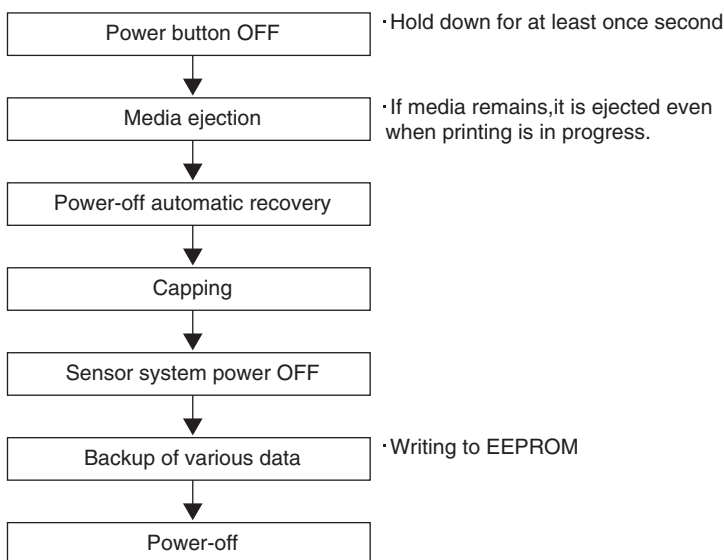 Power button OFF
·Hold down for at least once second
Media ejection
·If media remains,it is ejected even
when printing is in progress.
Power-off automatic recovery
Capping
Sensor system power OFF
Backup of various data
·Writing to EEPROM
Power-off